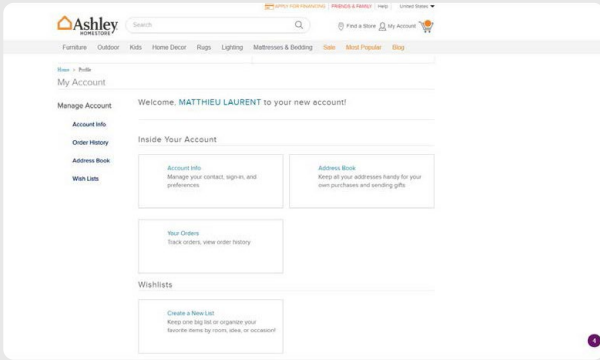 APPLY FOR FINANCING | FRIENDS & FAMILY | Help | United States
Ashley
HOMESTORE
Search
Find a Store My Account
Furniture Outdoor Kids Home Decor Rugs Lighting Mattresses & Bedding Sale Most Popular Blog
Home > Profile
My Account
Manage Account
Account Info
Order History
Address Book
Wish Lists
Welcome, MATTHIEU LAURENT to your new account!
Inside Your Account
Account Info
Manage your contact, sign-in, and
preferences
Address Book
Keep all your addresses handy for your
own purchases and sending gifts
Your Orders
Track orders, view order history
Wishlists
Create a New List
Keep one big list or organize your
favorite items by room, idea, or occasion!
4